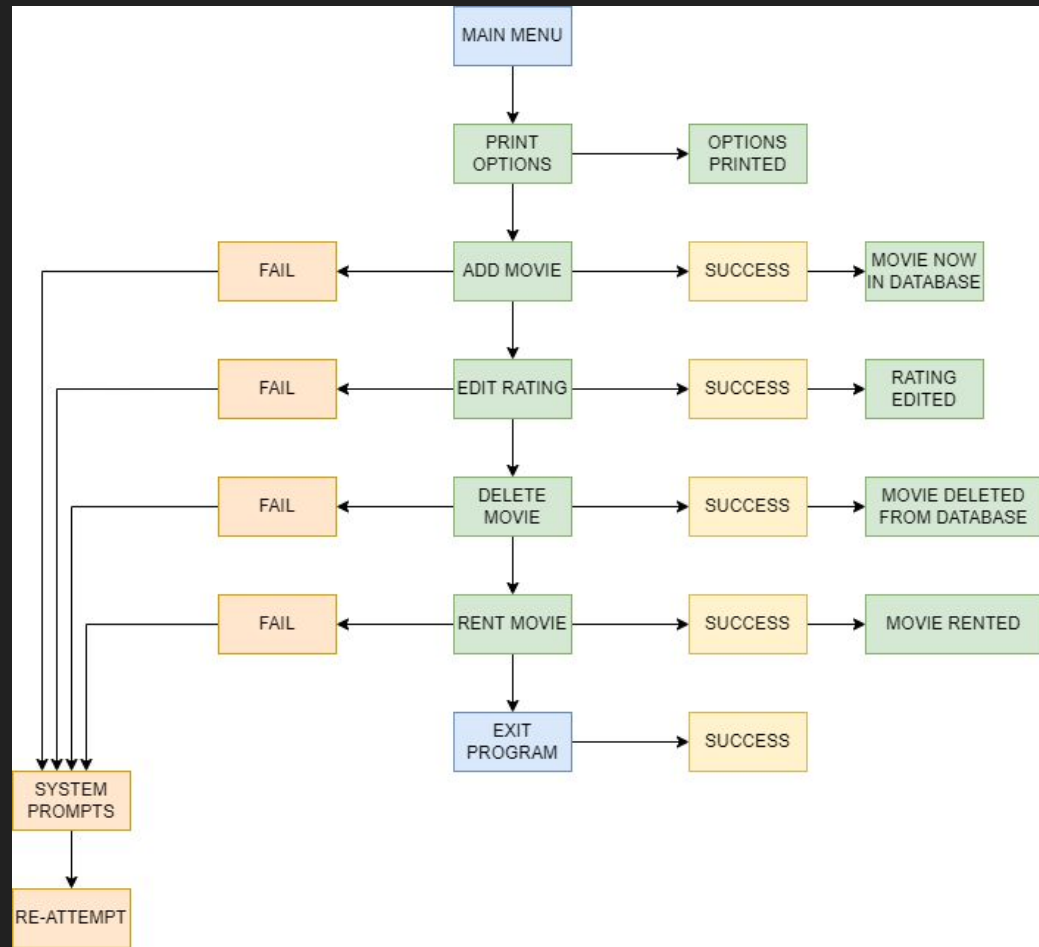 MAIN MENU
PRINT
OPTIONS
OPTIONS
PRINTED
FAIL
ADD MOVIE
SUCCESS
MOVIE NOW
IN DATABASE
FAIL
EDIT RATING
SUCCESS
RATING
EDITED
FAIL
DELETE
MOVIE
SUCCESS
MOVIE DELETED
FROM DATABASE
FAIL
RENT MOVIE
SUCCESS
MOVIE RENTED
EXIT
PROGRAM
SUCCESS
SYSTEM
PROMPTS
RE-ATTEMPT